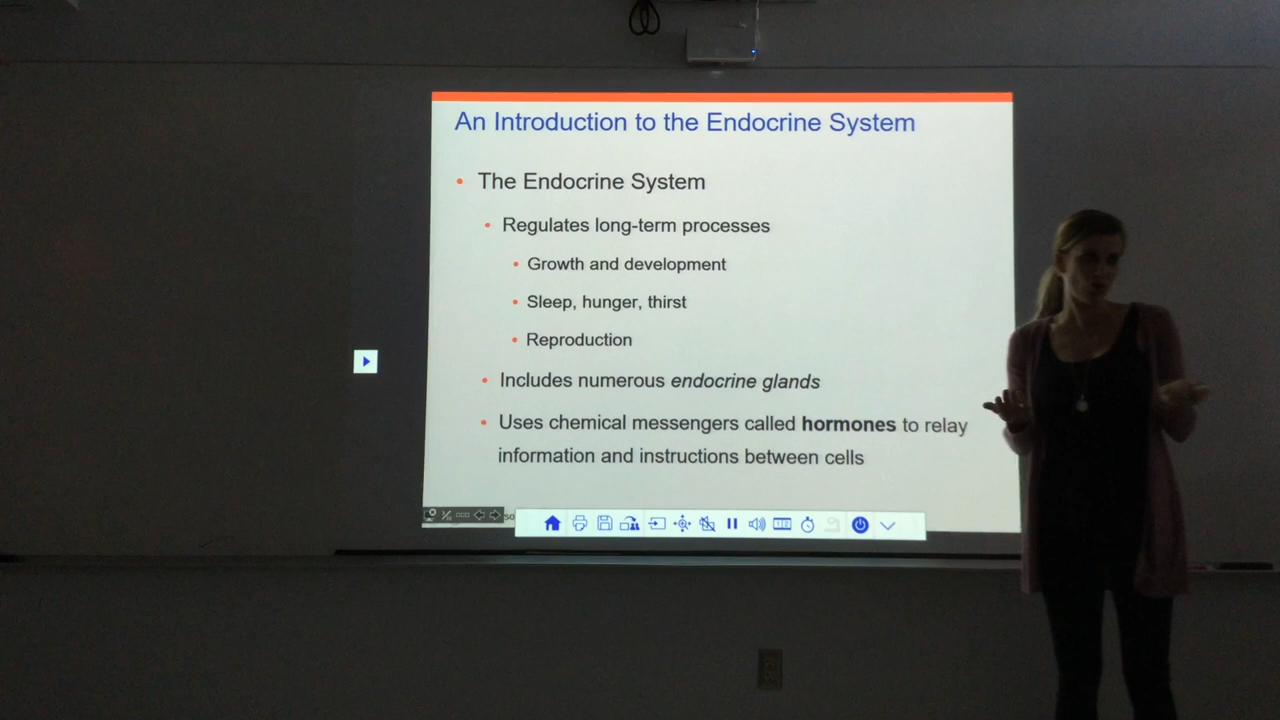 An Introduction to the Endocrine System
• The Endocrine System
• Regulates long-term processes
• Growth and development
• Sleep, hunger, thirst
• Reproduction
• Includes numerous endocrine glands
• Uses chemical messengers called hormones to relay
information and instructions between cells